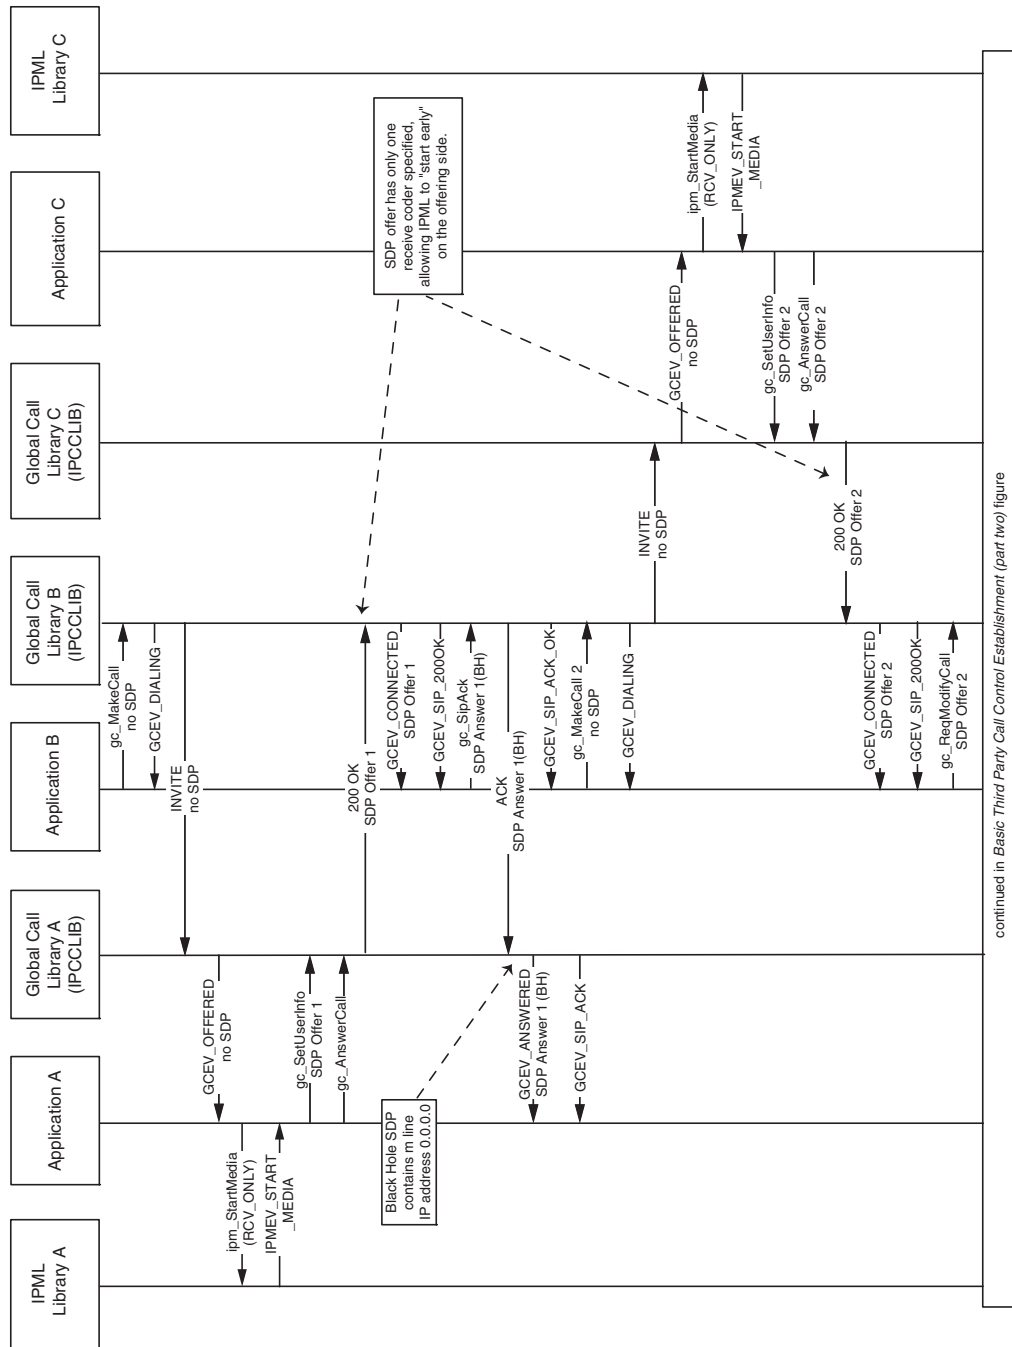 IPML
Library A
Application A
Global Call
Library A
(IPCCLIB)
Application B
Global Call
Library B
(IPCCLIB)
Global Call
Library C
(IPCCLIB)
Application C
IPML
Library C
gc_MakeCall
no SDP
GCEV_DIALING
INVITE
no SDP
GCEV_OFFERED
no SDP
ipm_StartMedia
(RCV_ONLY)
IPMEV_START
_MEDIA
gc_SetUserInfo
SDP Offer 1
gc_AnswerCall
200 OK
SDP Offer 1
SDP offer has only one
receive coder specified,
allowing IPML to "start early"
on the offering side.
GCEV_CONNECTED
SDP Offer 1
GCEV_SIP_200OK
gc_SipAck
SDP Answer 1(BH)
ACK
SDP Answer 1(BH)
Black Hole SDP
contains m line
IP address 0.0.0.0
GCEV_ANSWERED
SDP Answer 1 (BH)
GCEV_SIP_ACK
GCEV_SIP_ACK_OK
gc_MakeCall 2
no SDP
GCEV_DIALING
INVITE
no SDP
GCEV_OFFERED
no SDP
ipm_StartMedia
(RCV_ONLY)
IPMEV_START
_MEDIA
gc_SetUserInfo
SDP Offer 2
gc_AnswerCall
SDP Offer 2
200 OK
SDP Offer 2
GCEV_CONNECTED
SDP Offer 2
GCEV_SIP_200OK
gc_ReqModifyCall
SDP Offer 2
continued in Basic Third Party Call Control Establishment (part two) figure